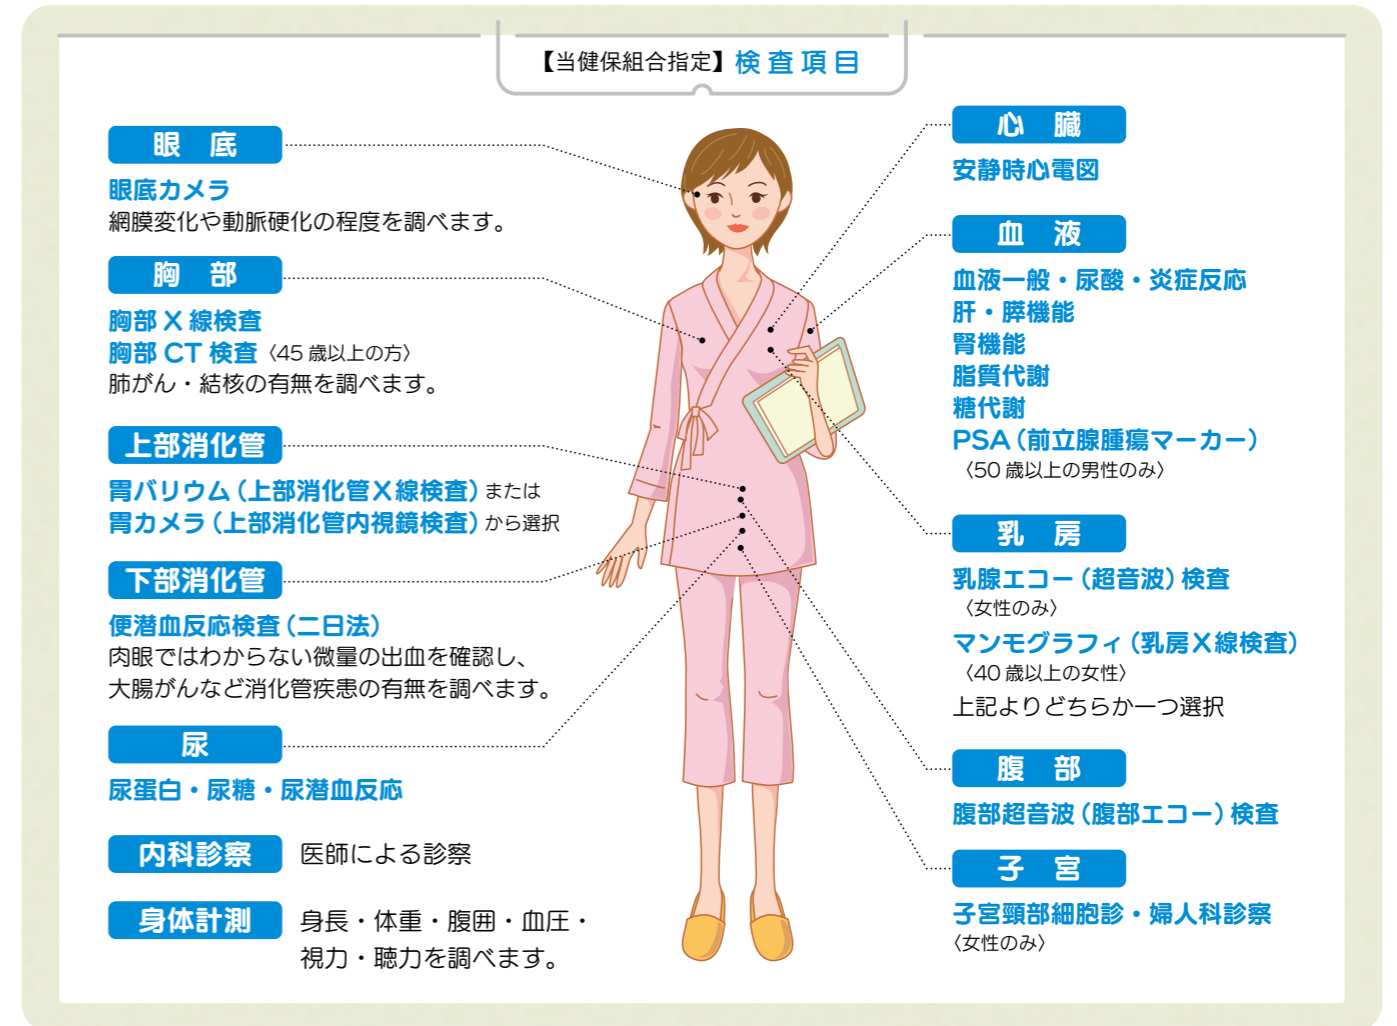 【当健保組合指定】検査項目
眼 底
眼底カメラ
網膜変化や動脈硬化の程度を調べます。
胸 部
胸部X線検査
胸部CT検査〈45歳以上の方〉
肺がん・結核の有無を調べます。
上部消化管
胃バリウム(上部消化管X線検査)または
胃カメラ(上部消化管内視鏡検査)から選択
下部消化管
便潜血反応検査(二日法)
肉眼ではわからない微量の出血を確認し、
大腸がんなど消化管疾患の有無を調べます。
尿
尿蛋白・尿糖・尿潜血反応
内科診察 医師による診察
身体計測 身長・体重・腹囲・血圧・
視力・聴力を調べます。
心 臓
安静時心電図
血 液
血液一般・尿酸・炎症反応
肝・膵機能
腎機能
脂質代謝
糖代謝
PSA(前立腺腫瘍マーカー)
〈50歳以上の男性のみ〉
乳 房
乳腺エコー(超音波)検査
〈女性のみ〉
マンモグラフィ(乳房X線検査)
〈40歳以上の女性〉
上記よりどちらか一つ選択
腹 部
腹部超音波(腹部エコー)検査
子 宮
子宮頸部細胞診・婦人科診察
〈女性のみ〉